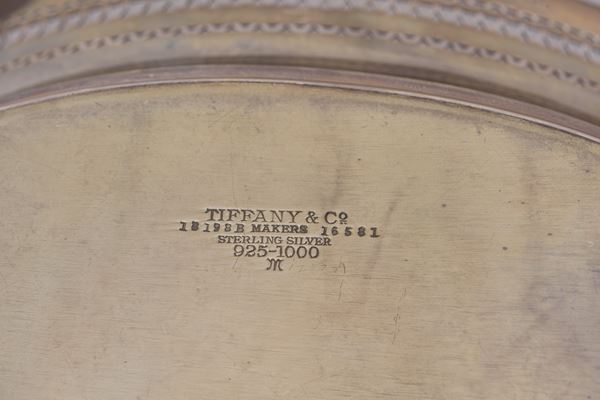 TIFFANY & Co
18198B MAKERS 16581
STERLING SILVER
925-1000
M